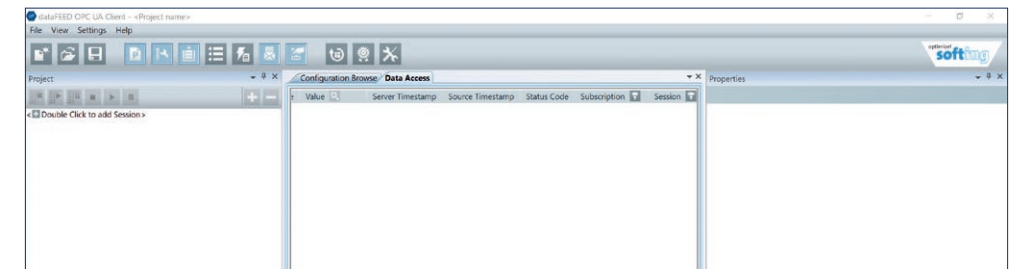 dataFEED OPC UA Client - <Project name>
File View Settings Help
optimize!
softing
Project
Configuration Browse Data Access
Properties
Value Server Timestamp Source Timestamp Status Code Subscription Session
< Double Click to add Session>